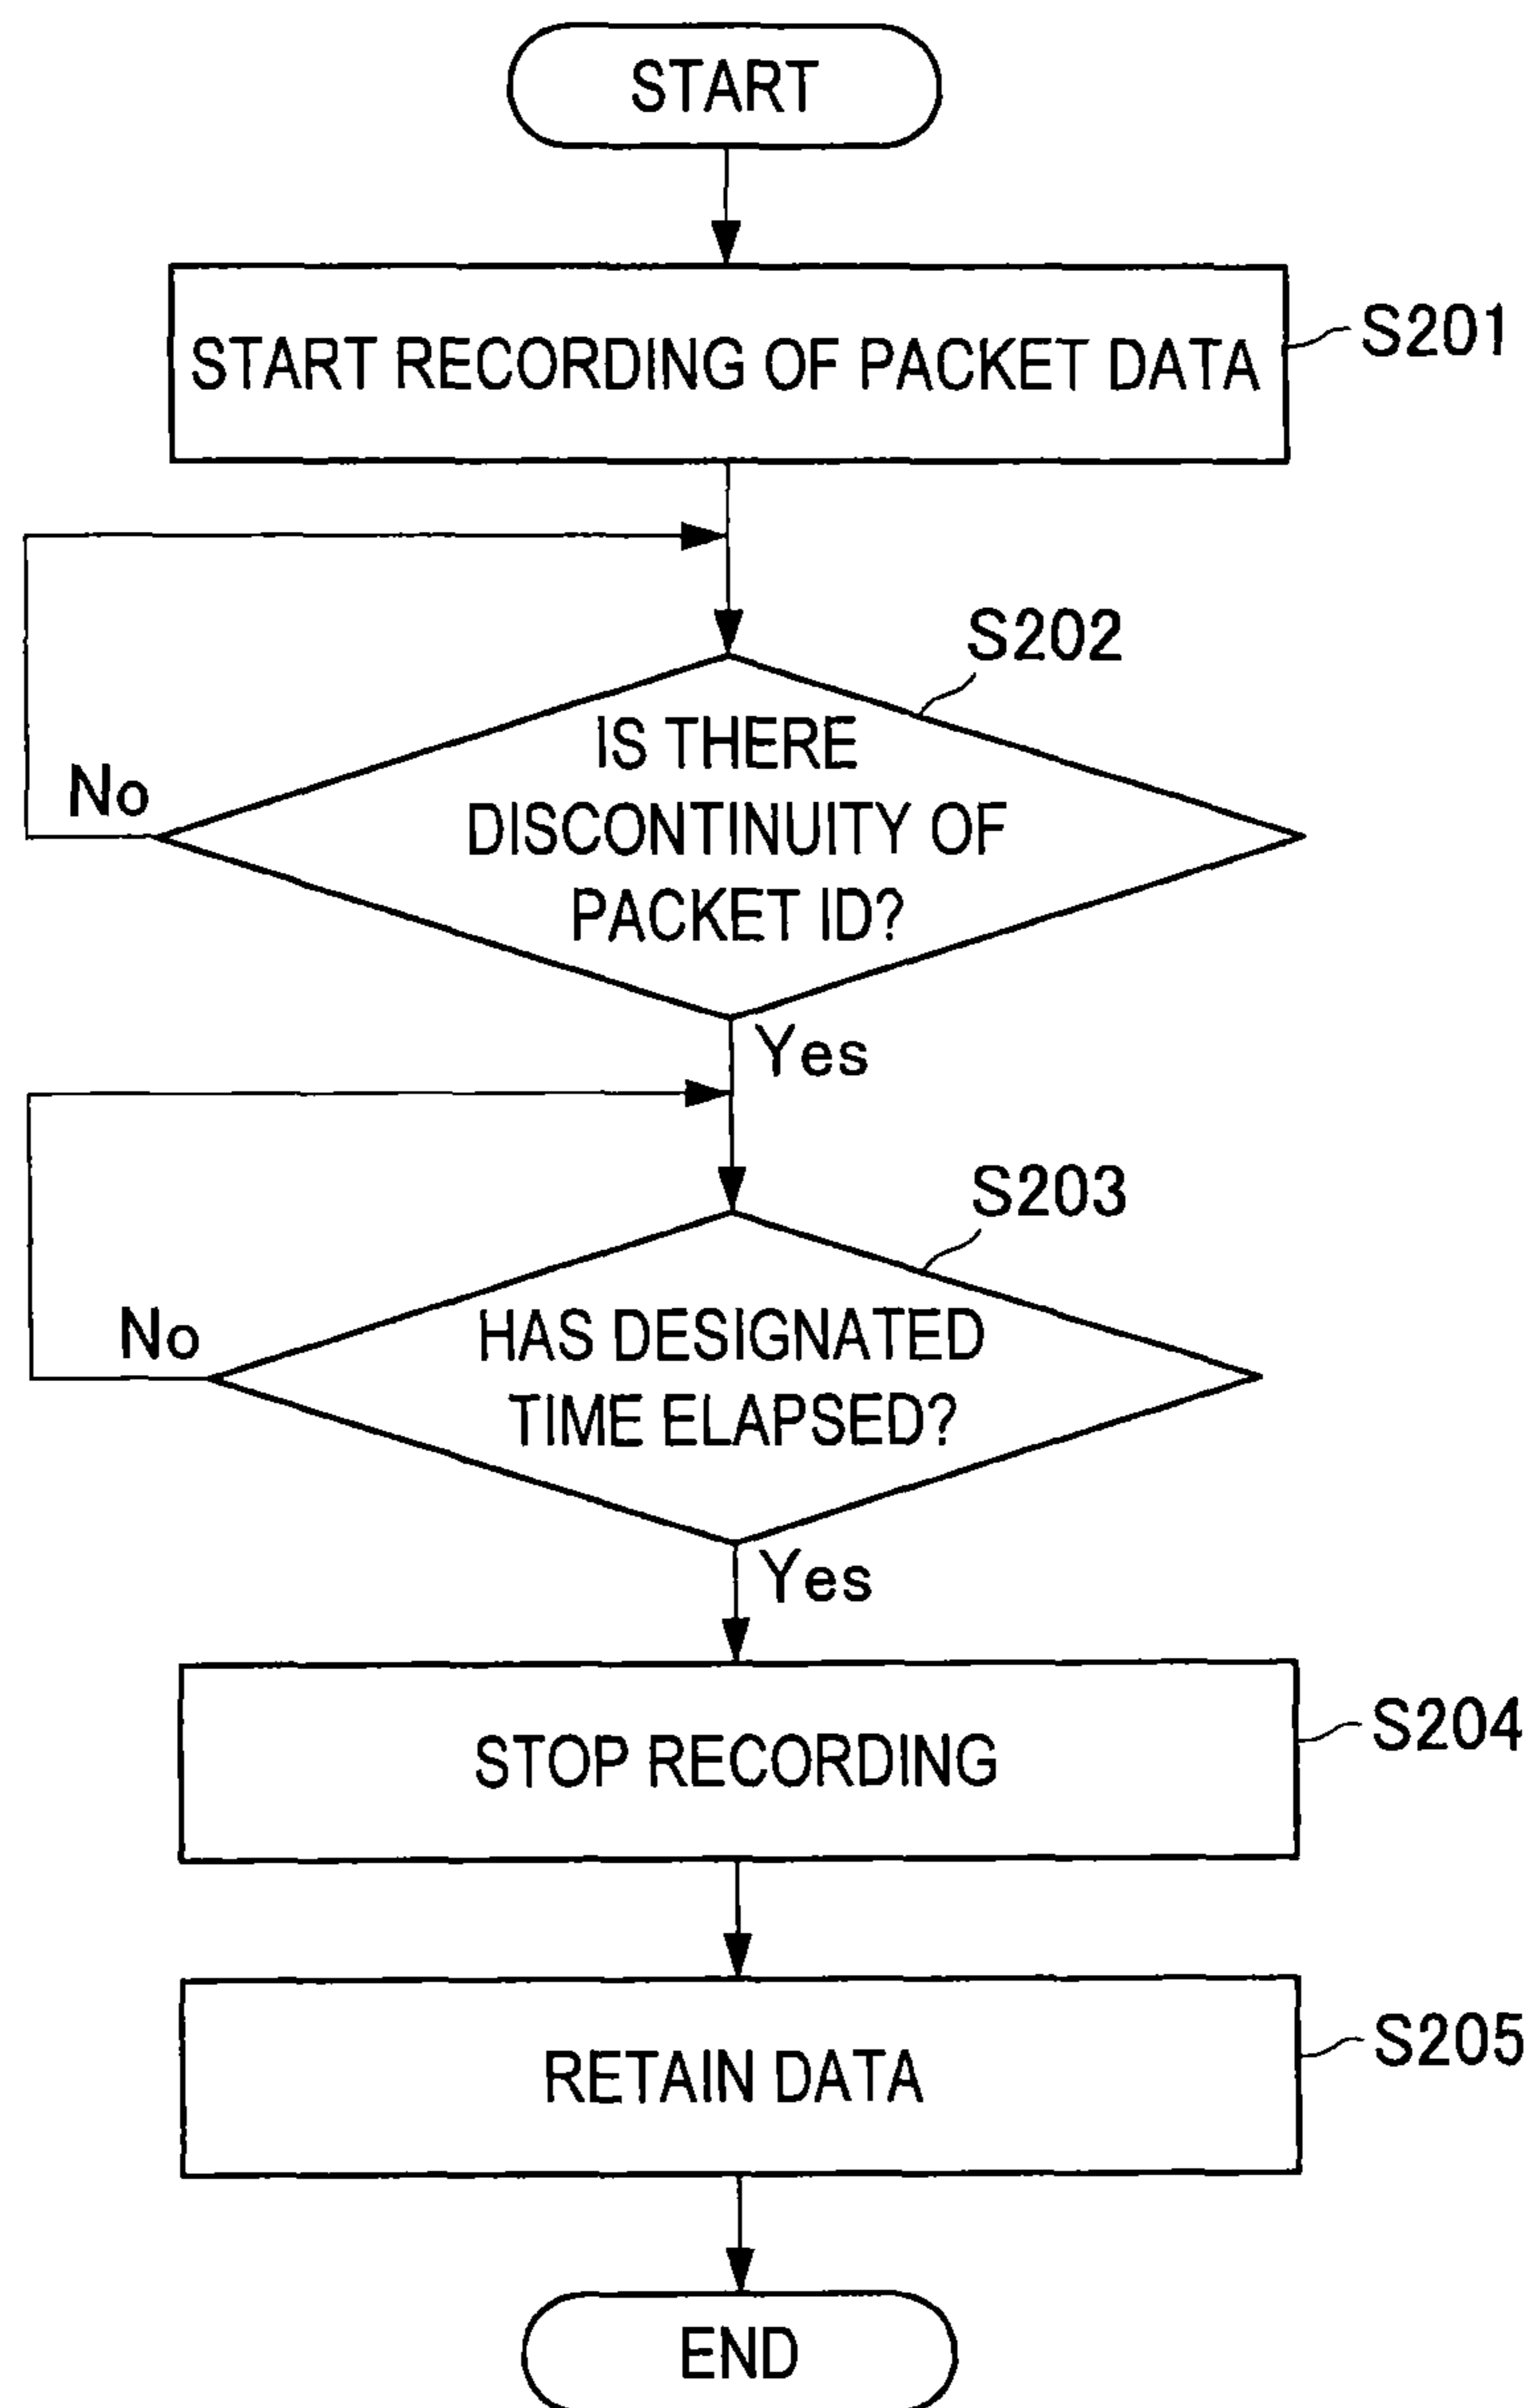 START
START RECORDING OF PACKET DATA
S201
S202
IS THERE
DISCONTINUITY OF
PACKET ID?
No
Yes
S203
HAS DESIGNATED
TIME ELAPSED?
No
Yes
STOP RECORDING
S204
RETAIN DATA
S205
END